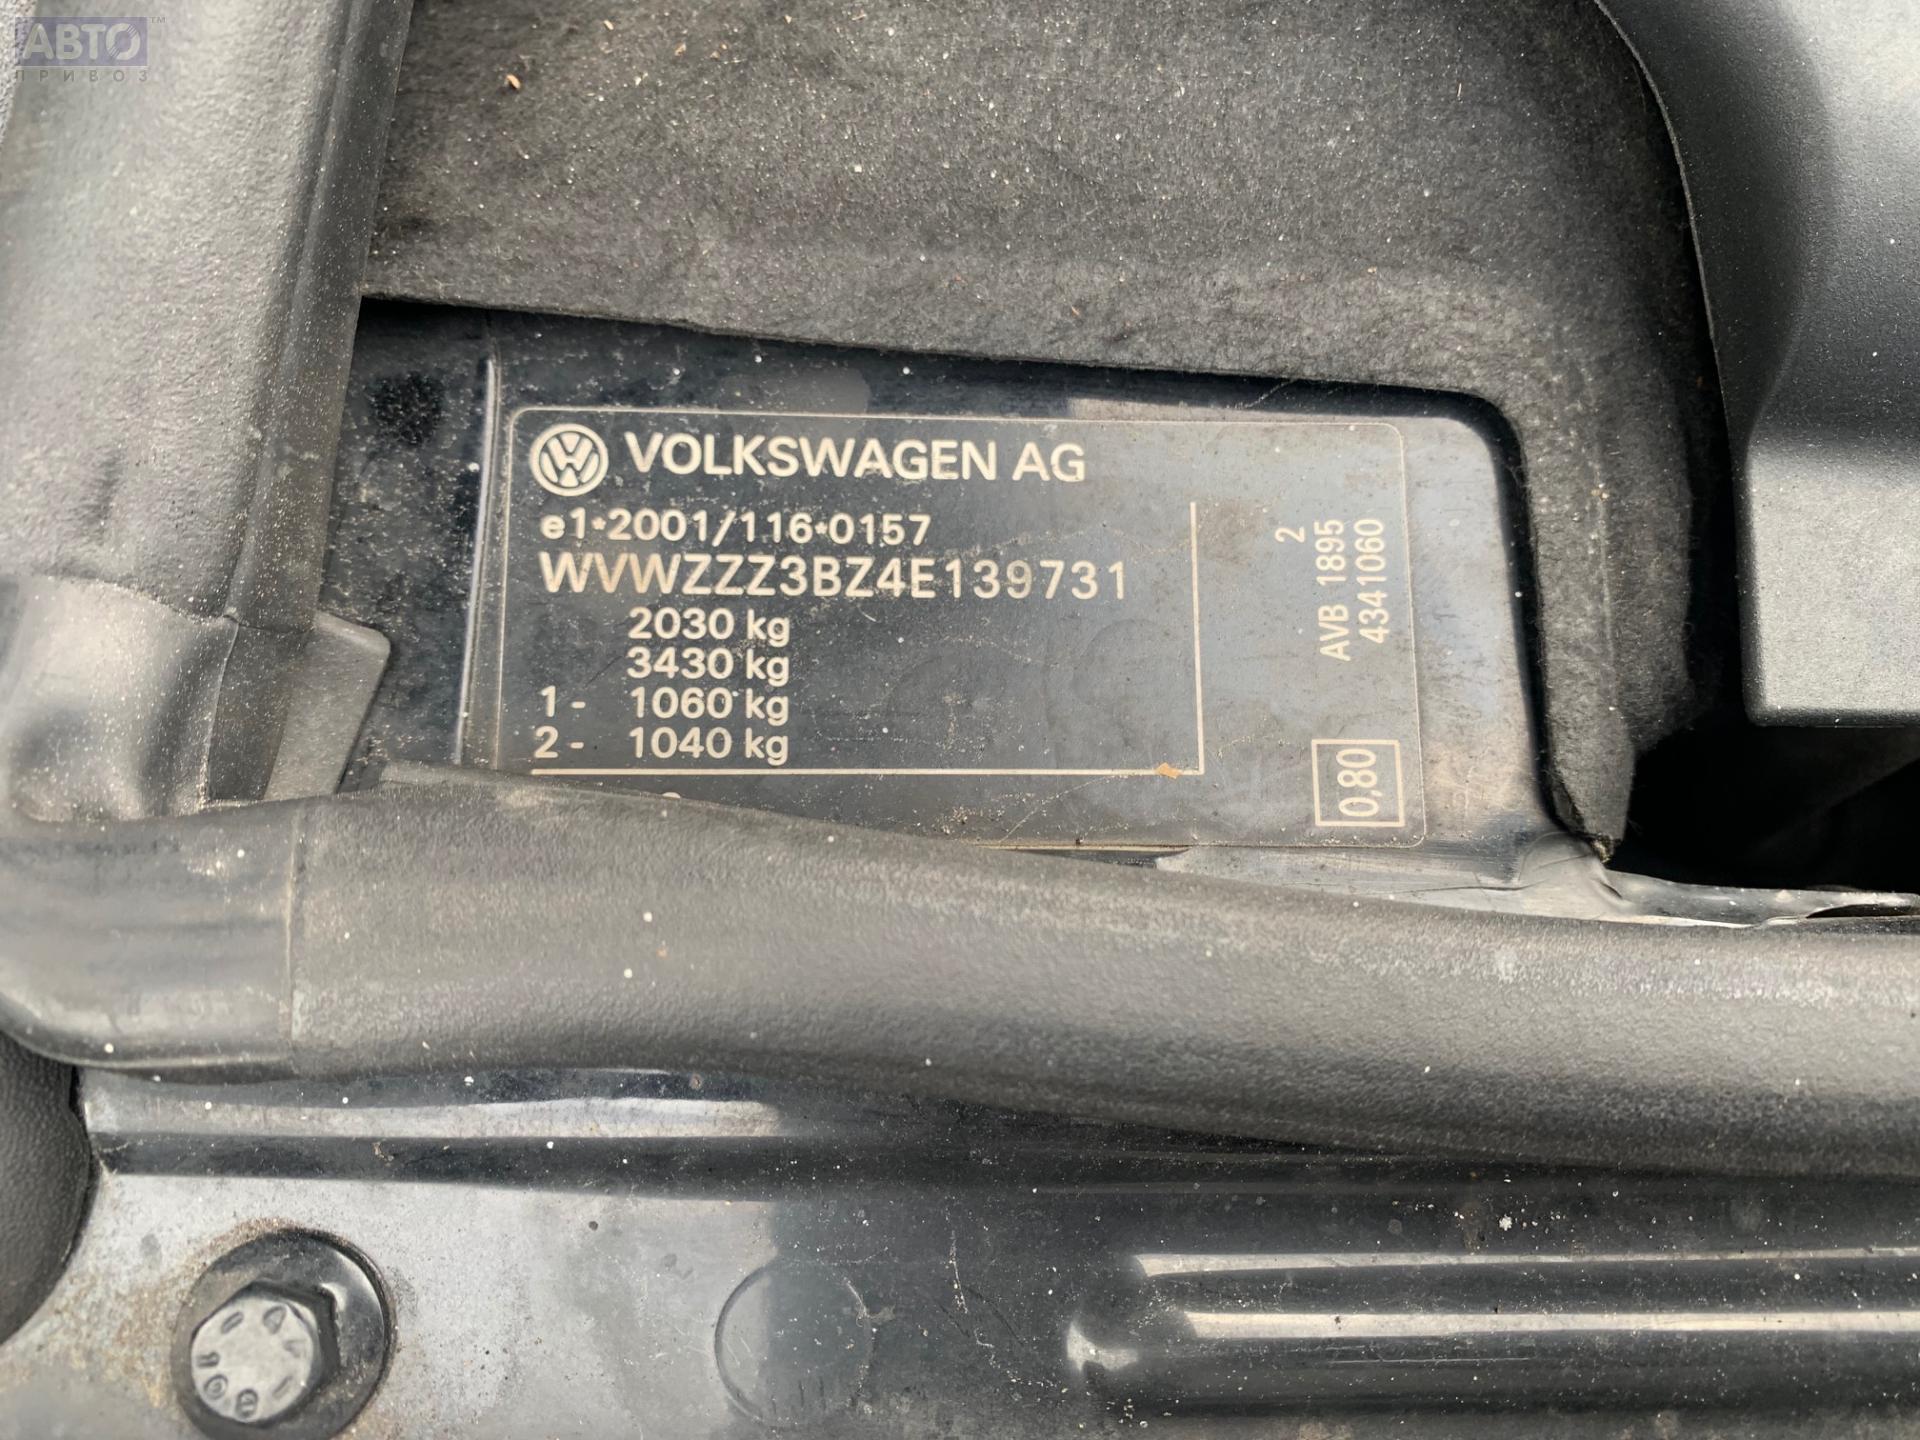 АВТО™
ПРИВОЗ
VOLKSWAGEN AG
e1*2001/116*0157
WVWZZZ3BZ4E139731
2030 kg
3430 kg
1- 1060 kg
2- 1040 kg
2
AVB 1895
4341060
0,80